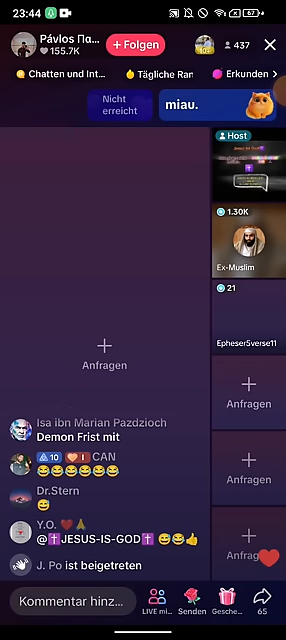 23:44
67
Pávlos Πα...
155.7K
+ Folgen
437
Chatten und Int...
Tägliche Ran
Erkunden >
Nicht
erreicht
miau.
Host
1.30K
Ex-Muslim
21
Epheser5verse11
Anfragen
Anfragen
Anfragen
Anfrag
Isa ibn Marian Pazdzioch
Demon Frist mit
10 I CAN
😂😂😂😂😂😂
Dr.Stern
😅
Y.O. ❤️🙏
@✝️JESUS-IS-GOD✝️ 😅😂👍
J. Po ist beigetreten
Kommentar hinz...
LIVE mi...
Senden
Gesche...
65